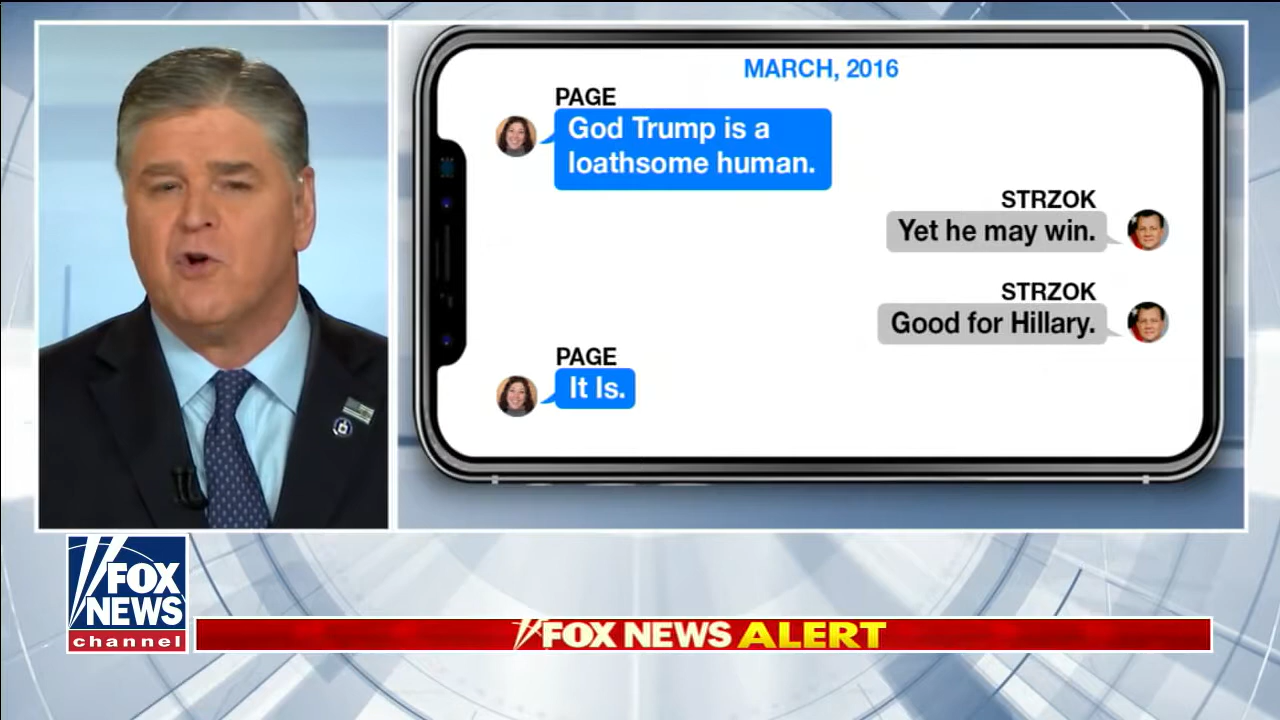 MARCH, 2016
PAGE
God Trump is a
loathsome human.
STRZOK
Yet he may win.
STRZOK
Good for Hillary.
PAGE
It Is.
FOX
NEWS
channel
FOX NEWS ALERT